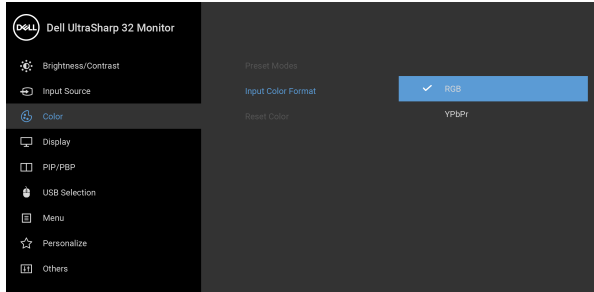 DELL Dell UltraSharp 32 Monitor
Brightness/Contrast
Input Source
Color
Display
PIP/PBP
USB Selection
Menu
Personalize
Others
Preset Modes
Input Color Format
Reset Color
RGB
YPbPr